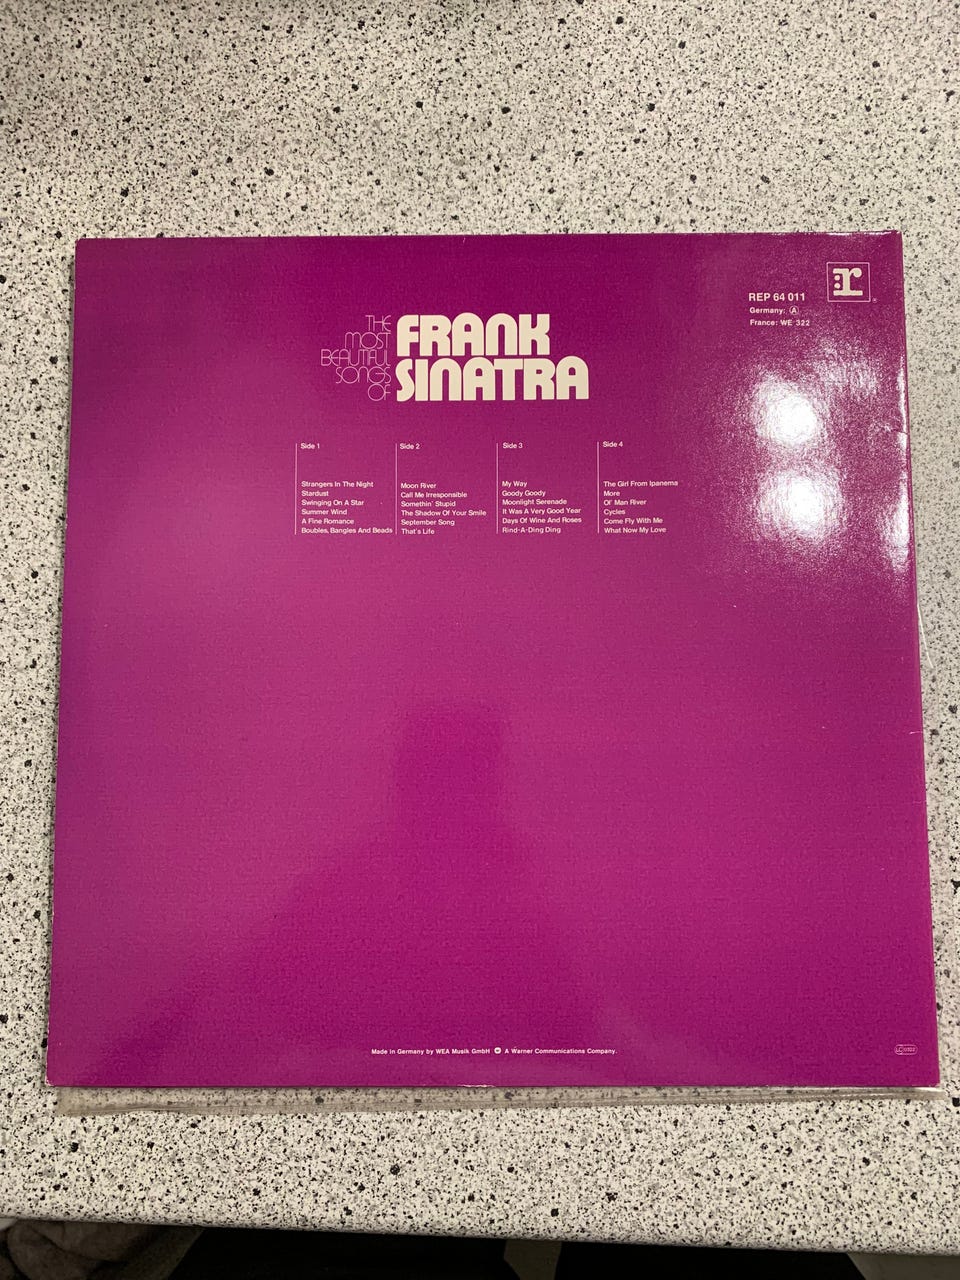 r
REP 64 011
Germany: A
France: WE 322
THE
MOST
BEAUTIFUL
SONGS
OF
FRANK
SINATRA
Side 1
Strangers In The Night
Stardust
Swinging On A Star
Summer Wind
A Fine Romance
Boubles, Bangles And Beads
Side 2
Moon River
Call Me Irresponsible
Somethin' Stupid
The Shadow Of Your Smile
September Song
That's Life
Side 3
My Way
Goody Goody
Moonlight Serenade
It Was A Very Good Year
Days Of Wine And Roses
Rind-A-Ding Ding
Side 4
The Girl From Ipanema
More
Ol' Man River
Cycles
Come Fly With Me
What Now My Love
Made in Germany by WEA Musik GmbH A Warner Communications Company.
LC 0322